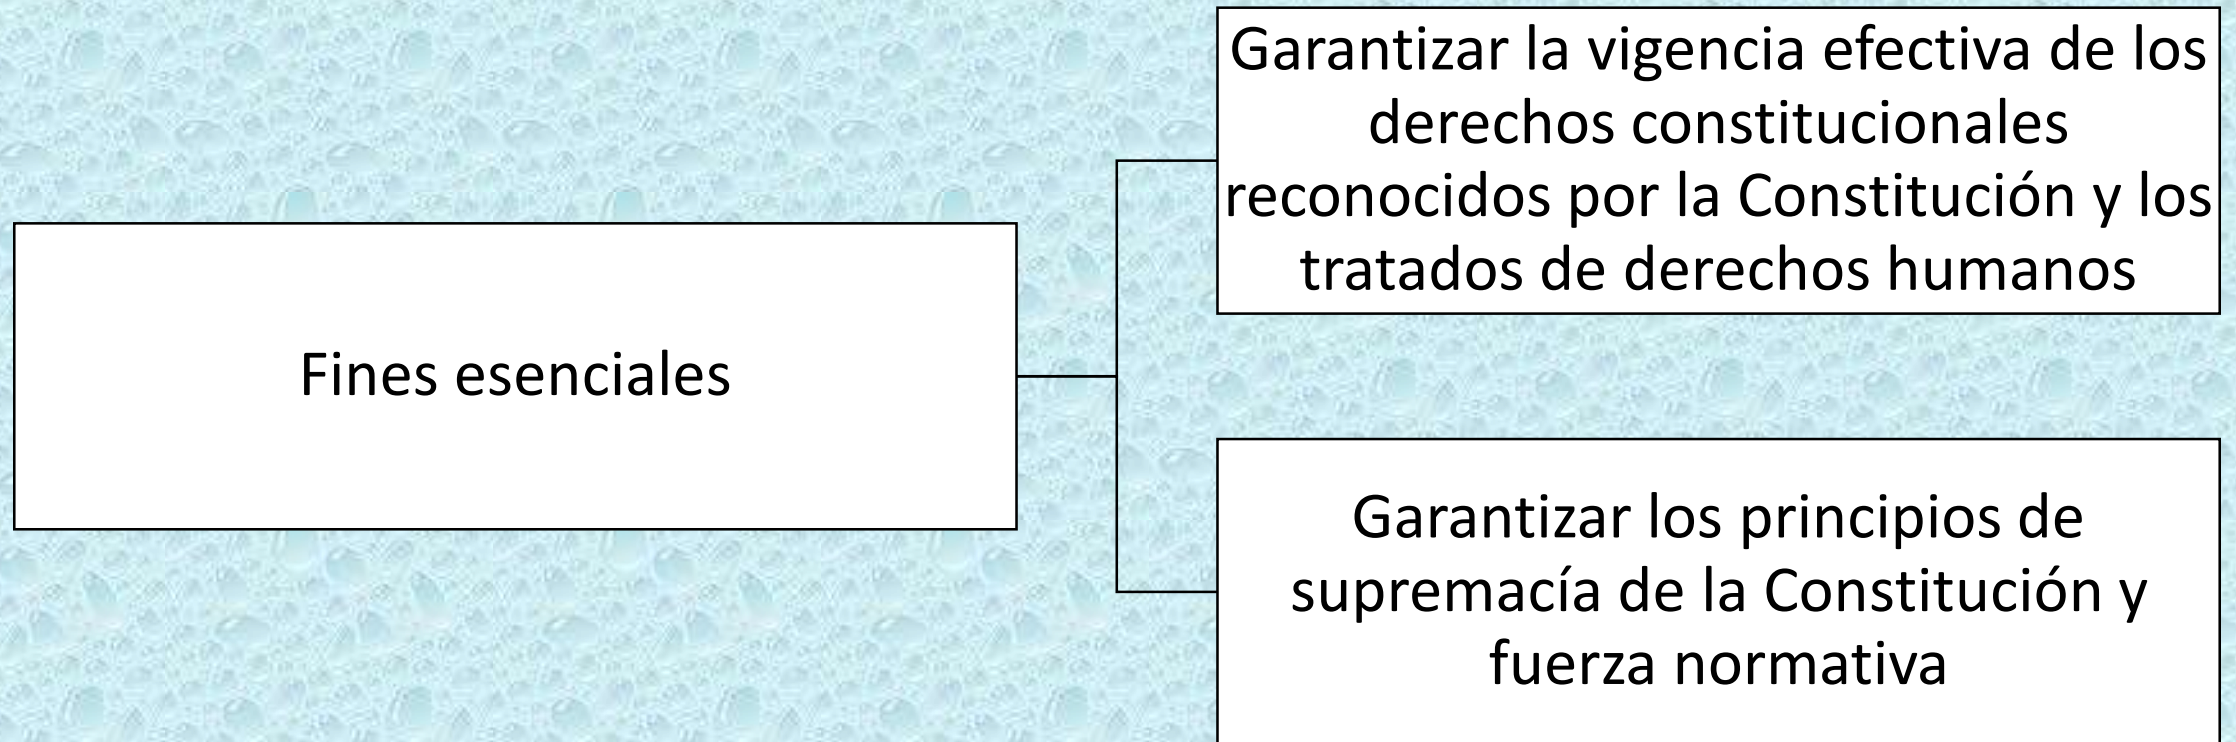 Fines esenciales
Garantizar la vigencia efectiva de los
derechos constitucionales
reconocidos por la Constitución y los
tratados de derechos humanos
Garantizar los principios de
supremacía de la Constitución y
fuerza normativa